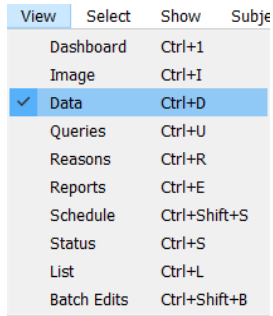 View Select Show Subje
Dashboard Ctrl+1
Image Ctrl+I
Data Ctrl+D
Queries Ctrl+U
Reasons Ctrl+R
Reports Ctrl+E
Schedule Ctrl+Shift+S
Status Ctrl+S
List Ctrl+L
Batch Edits Ctrl+Shift+B